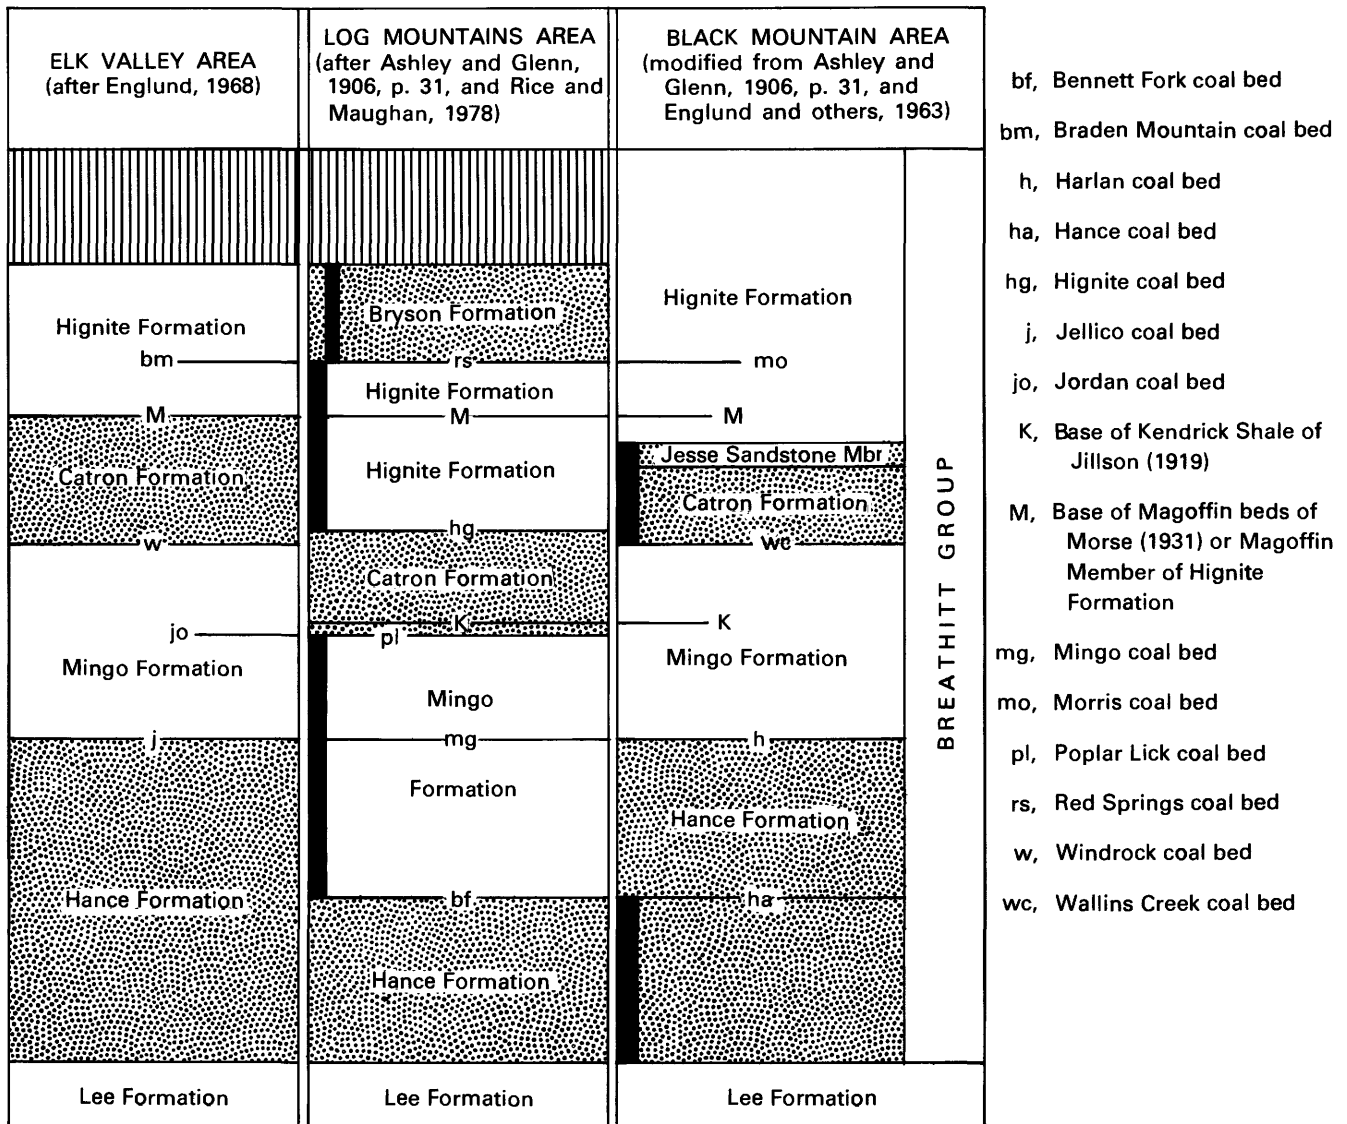 ELK VALLEY AREA
(after Englund, 1968)
LOG MOUNTAINS AREA
(after Ashley and Glenn,
1906, p. 31, and Rice and
Maughan, 1978)
BLACK MOUNTAIN AREA
(modified from Ashley and
Glenn, 1906, p. 31, and
Englund and others, 1963)
Hignite Formation
bm
M
Catron Formation
w
jo
Mingo Formation
j
Hance Formation
Lee Formation
Bryson Formation
rs
Hignite Formation
M
Hignite Formation
hg
Catron Formation
K
pl
Mingo
mg
Formation
bf
Hance Formation
Lee Formation
Hignite Formation
mo
M
Jesse Sandstone Mbr
Catron Formation
wc
K
Mingo Formation
h
Hance Formation
ha
Lee Formation
BREATHITT GROUP
bf, Bennett Fork coal bed
bm, Braden Mountain coal bed
h, Harlan coal bed
ha, Hance coal bed
hg, Hignite coal bed
j, Jellico coal bed
jo, Jordan coal bed
K, Base of Kendrick Shale of
Jillson (1919)
M, Base of Magoffin beds of
Morse (1931) or Magoffin
Member of Hignite
Formation
mg, Mingo coal bed
mo, Morris coal bed
pl, Poplar Lick coal bed
rs, Red Springs coal bed
w, Windrock coal bed
wc, Wallins Creek coal bed